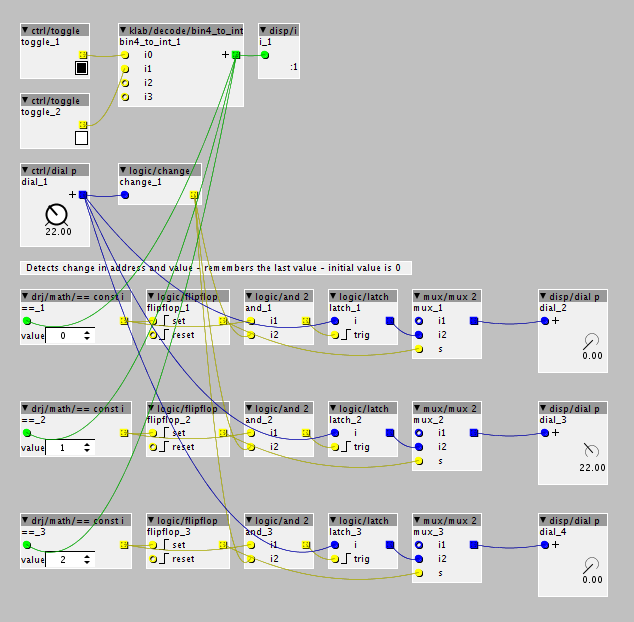 ctrl/toggle
toggle_1
klab/decode/bin4_to_int
bin4_to_int_1
i0 +
i1
i2
i3
disp/i
i_1
:1
ctrl/toggle
toggle_2
ctrl/dial p
dial_1
+
22.00
logic/change
change_1
Detects change in address and value - remembers the last value - initial value is 0
drj/math/== const i
==_1
value 0
logic/flipflop
flipflop_1
set
reset
logic/and 2
and_1
i1
i2
logic/latch
latch_1
i
trig
mux/mux 2
mux_1
i1
i2
s
disp/dial p
dial_2
+
0.00
drj/math/== const i
==_2
value 1
logic/flipflop
flipflop_2
set
reset
logic/and 2
and_2
i1
i2
logic/latch
latch_2
i
trig
mux/mux 2
mux_2
i1
i2
s
disp/dial p
dial_3
+
22.00
drj/math/== const i
==_3
value 2
logic/flipflop
flipflop_3
set
reset
logic/and 2
and_3
i1
i2
logic/latch
latch_3
i
trig
mux/mux 2
mux_3
i1
i2
s
disp/dial p
dial_4
+
0.00